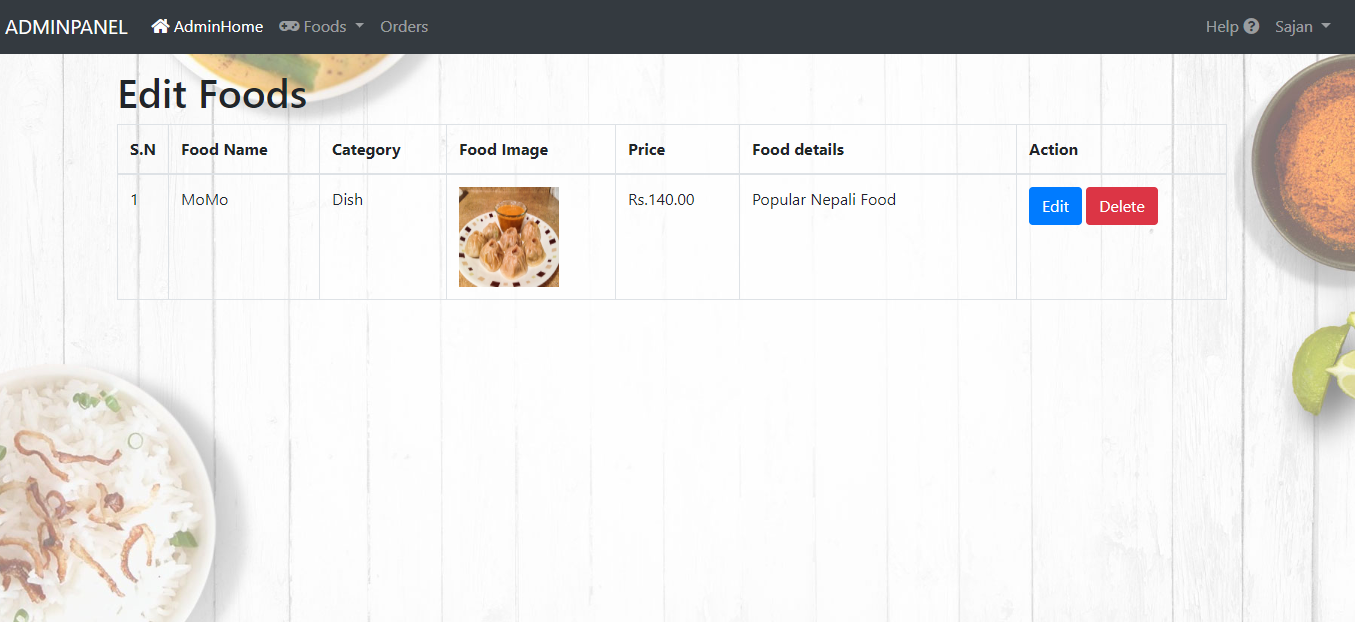 ADMINPANEL AdminHome Foods Orders Help Sajan
Edit Foods
S.N Food Name Category Food Image Price Food details Action
1 MoMo Dish Rs.140.00 Popular Nepali Food Edit Delete